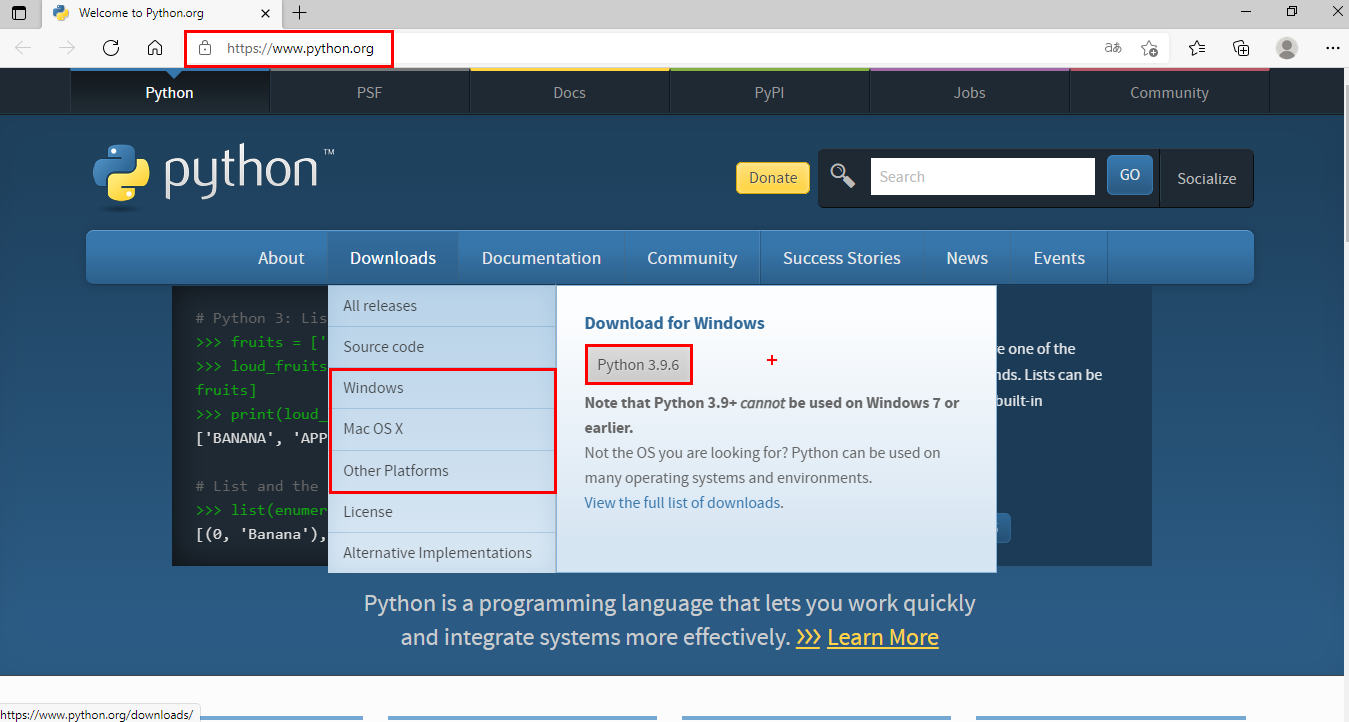 Welcome to Python.org
https://www.python.org
aあ
Python
PSF
Docs
PyPI
Jobs
Community
python™
Donate
Search
GO
Socialize
About
Downloads
Documentation
Community
Success Stories
News
Events
All releases
Source code
Windows
Mac OS X
Other Platforms
License
Alternative Implementations
Download for Windows
Python 3.9.6
Note that Python 3.9+ cannot be used on Windows 7 or
earlier.
Not the OS you are looking for? Python can be used on
many operating systems and environments.
View the full list of downloads.
# Python 3: Lis
>>> fruits = ['
>>> loud_fruits
fruits]
>>> print(loud_
['BANANA', 'APP
# List and the
>>> list(enumer
[(0, 'Banana'),
e one of the
nds. Lists can be
built-in
Python is a programming language that lets you work quickly
and integrate systems more effectively. >>> Learn More
https://www.python.org/downloads/